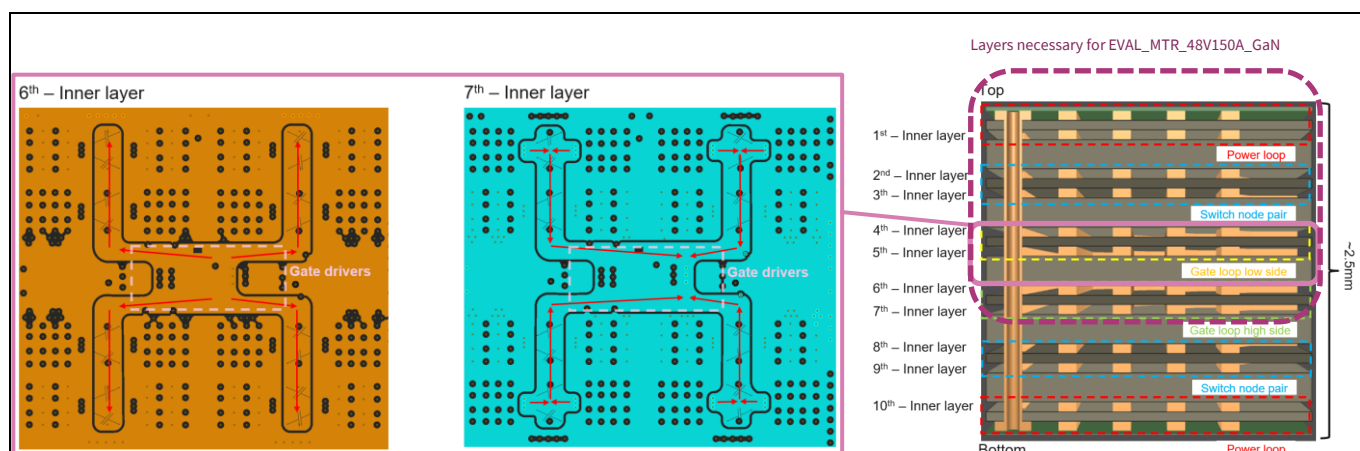 Layers necessary for EVAL_MTR_48V150A_GaN
6th – Inner layer
7th – Inner layer
Gate drivers
Gate drivers
Top
1st – Inner layer
Power loop
2nd – Inner layer
3th – Inner layer
Switch node pair
4th – Inner layer
5th – Inner layer
Gate loop low side
6th – Inner layer
7th – Inner layer
Gate loop high side
8th – Inner layer
9th – Inner layer
Switch node pair
10th – Inner layer
Bottom
Power loop
~2.5mm